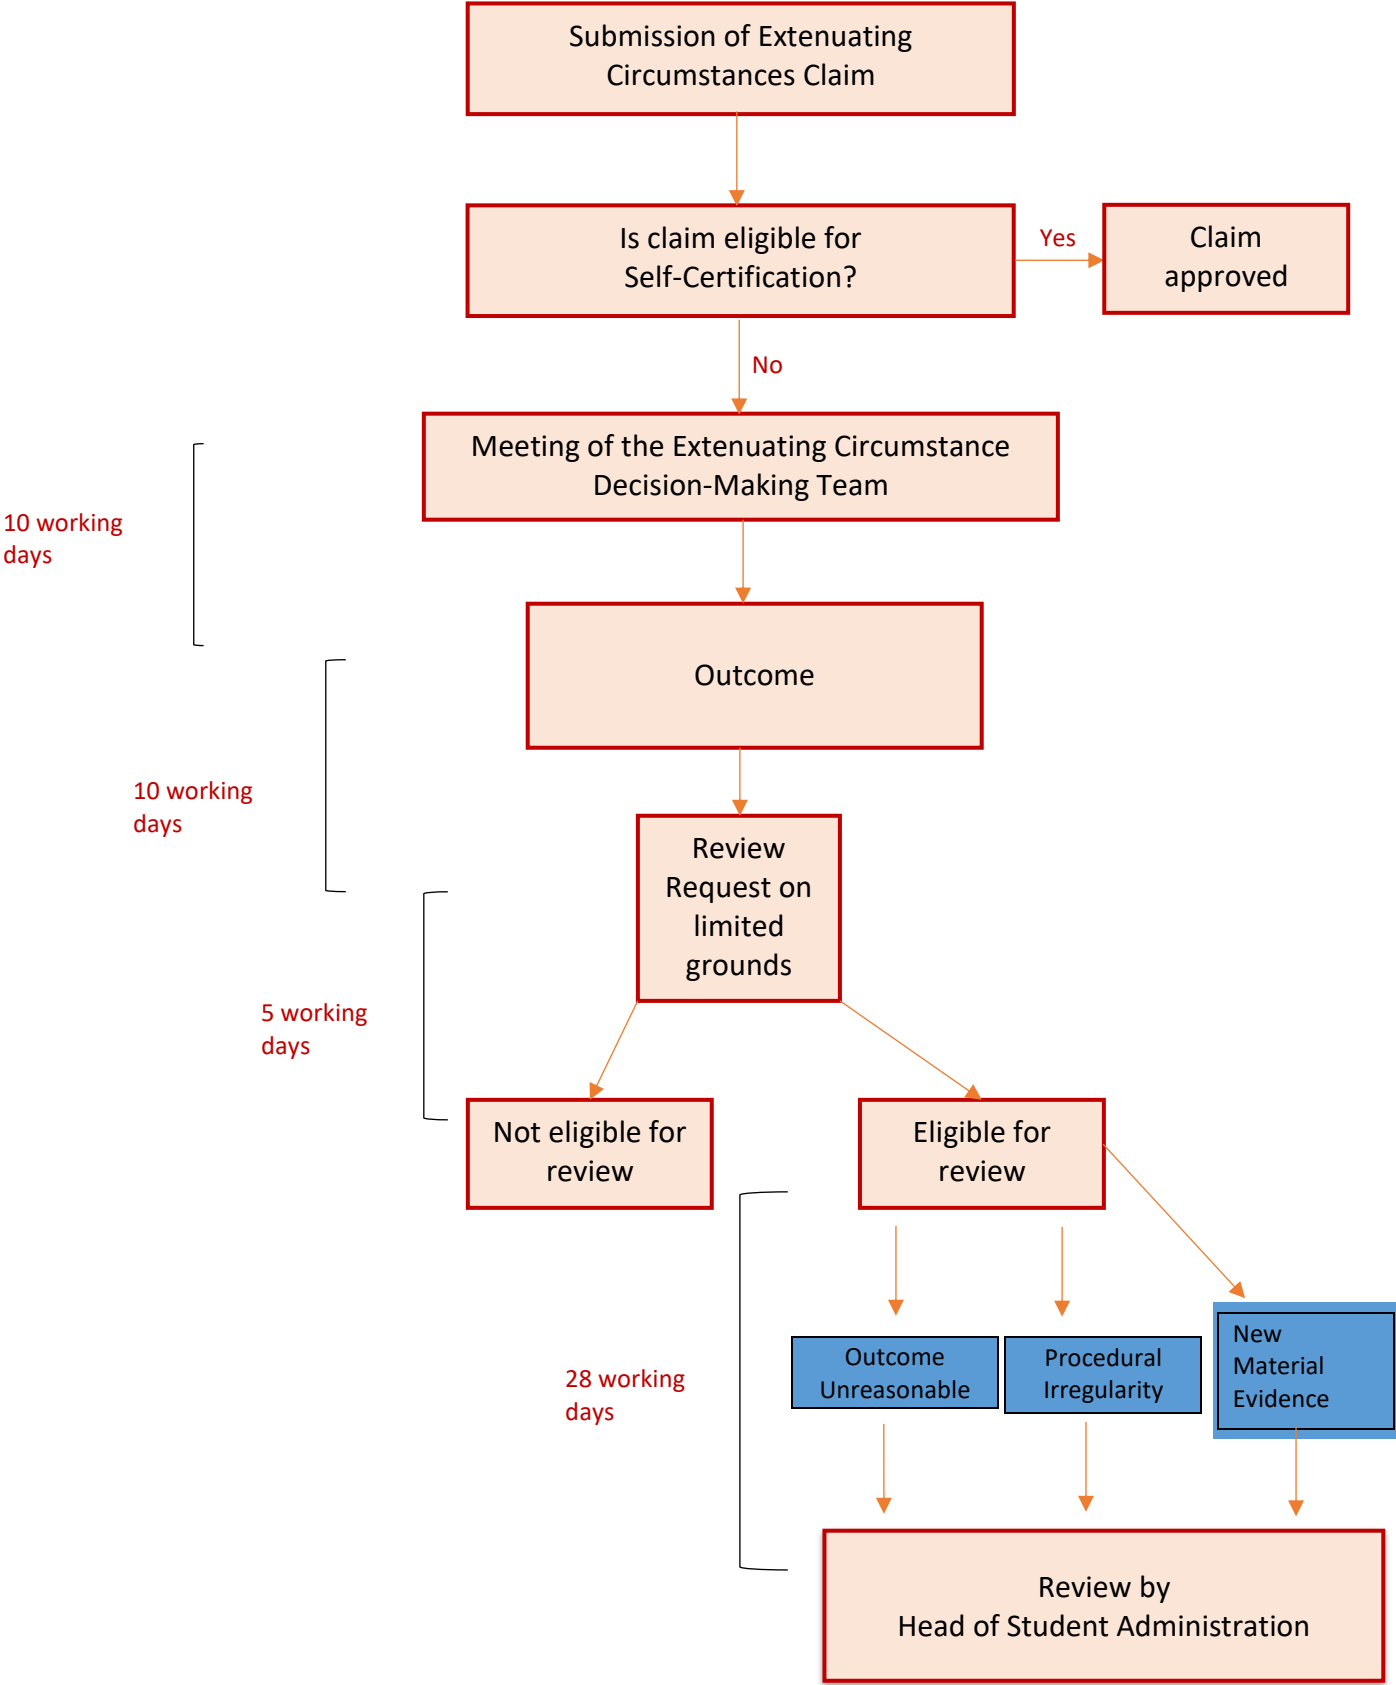 Submission of Extenuating
Circumstances Claim
Is claim eligible for
Self-Certification?
Yes
Claim
approved
No
Meeting of the Extenuating Circumstance
Decision-Making Team
10 working
days
Outcome
10 working
days
Review
Request on
limited
grounds
5 working
days
Not eligible for
review
Eligible for
review
Outcome
Unreasonable
Procedural
Irregularity
New
Material
Evidence
28 working
days
Review by
Head of Student Administration